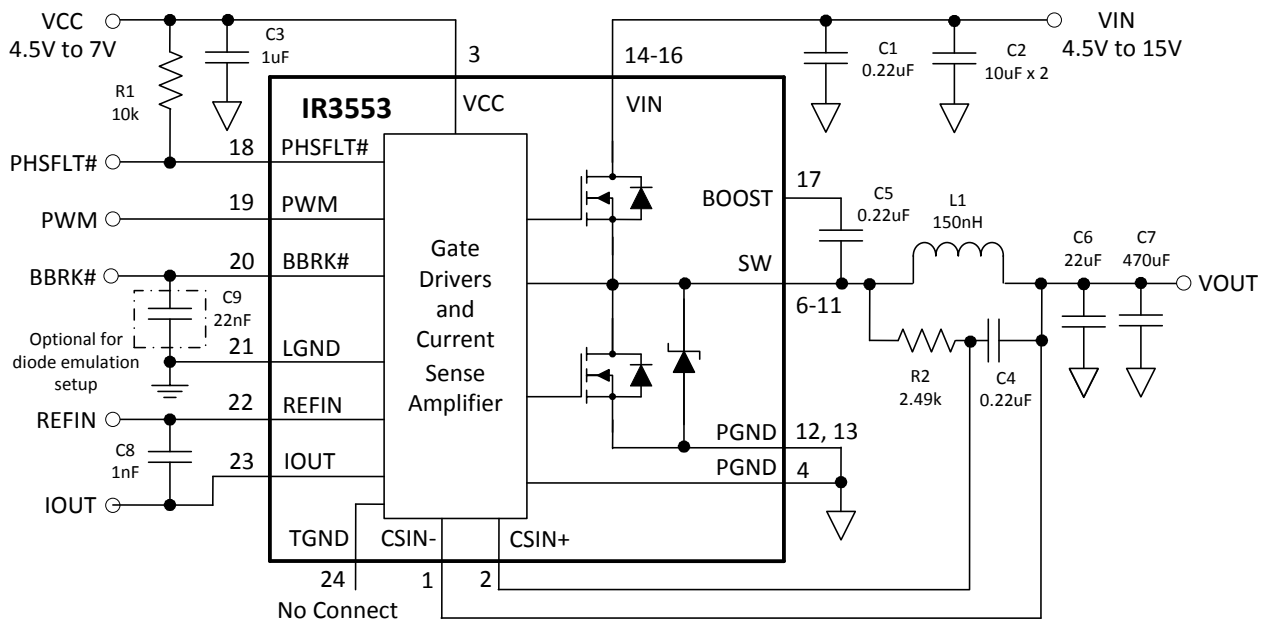 VCC
4.5V to 7V
C3
1uF
3
14-16
C1
0.22uF
C2
10uF x 2
VIN
4.5V to 15V
R1
10k
IR3553
VCC
VIN
PHSFLT#
18
PHSFLT#
PWM
19
PWM
BBRK#
20
BBRK#
C9
22nF
Optional for
diode emulation
setup
21
LGND
REFIN
22
REFIN
C8
1nF
23
IOUT
IOUT
Gate
Drivers
and
Current
Sense
Amplifier
BOOST
17
C5
0.22uF
SW
6-11
L1
150nH
C6
22uF
C7
470uF
VOUT
R2
2.49k
C4
0.22uF
PGND
12, 13
PGND
4
TGND
CSIN-
CSIN+
24
1
2
No Connect